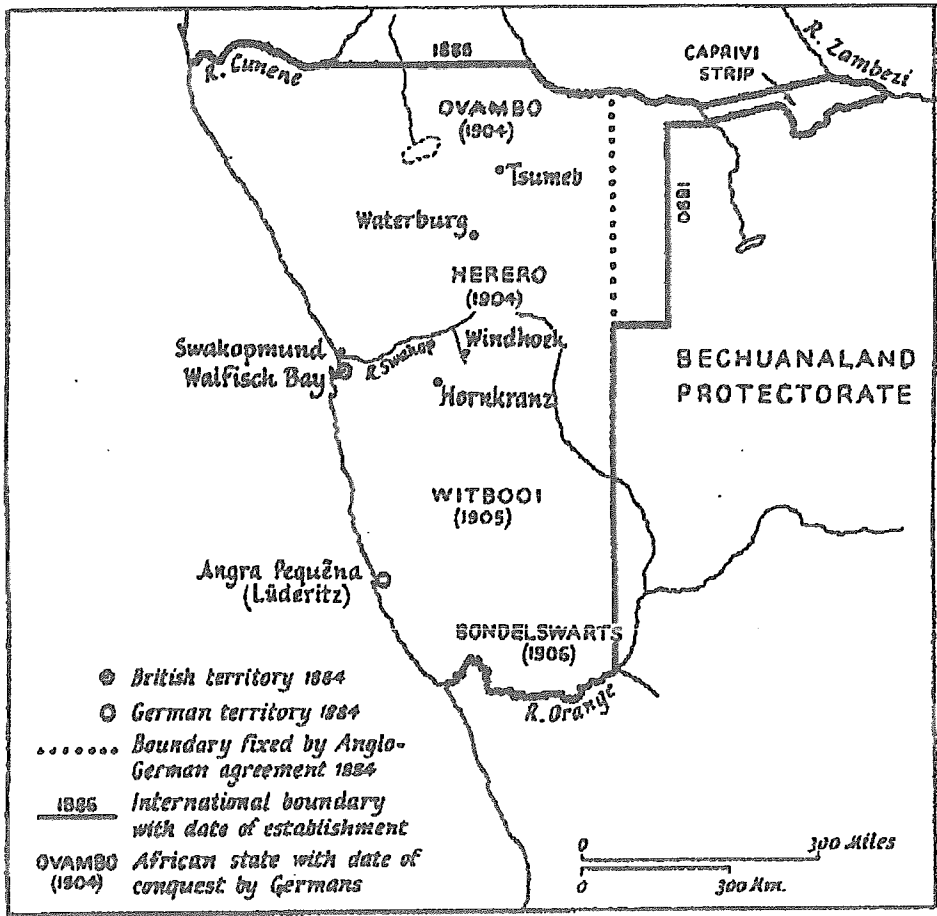 1886
R. Cunene
CAPRIVI
STRIP
R. Zambezi
OVAMBO
(1904)
Tsumeb
1890
Waterburg
HERERO
(1904)
Swakopmund
R. Swakop
Windhoek
Walfisch Bay
Hornkranz
BECHUANALAND
PROTECTORATE
WITBOOI
(1905)
Angra Pequẽna
(Lüderitz)
BONDELSWARTS
(1906)
R. Orange
British territory 1884
German territory 1884
Boundary fixed by Anglo-
German agreement 1884
1886 International boundary
with date of establishment
OVAMBO African state with date of
(1904) conquest by Germans
0 300 Miles
0 300 Km.